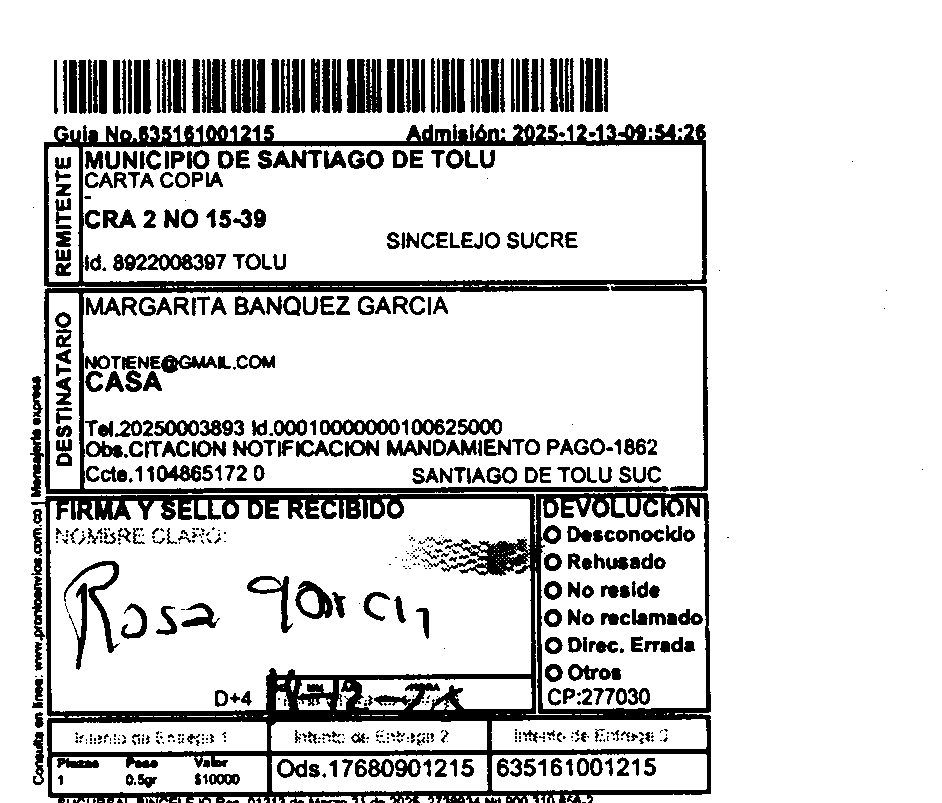 Guia No.635161001215 Admisión: 2025-12-13-09:54:26
REMITENTE
MUNICIPIO DE SANTIAGO DE TOLU
CARTA COPIA
-
CRA 2 NO 15-39
SINCELEJO SUCRE
Id. 8922008397 TOLU
DESTINATARIO
MARGARITA BANQUEZ GARCIA
NOTIENE@GMAIL.COM
CASA
Tel.20250003893 Id.000100000000100625000
Obs.CITACION NOTIFICACION MANDAMIENTO PAGO-1862
Ccte.1104865172 0 SANTIAGO DE TOLU SUC
Consulta en linea: www.prontoenvios.com.co | Mensajeria express
FIRMA Y SELLO DE RECIBIDO
NOMBRE CLARO:
Rosa Garcia
D+4
DEVOLUCION
Desconocido
Rehusado
No reside
No reclamado
Direc. Errada
Otros
CP:277030
Intento de Entrega 1 Intento de Entrega 2 Intento de Entrega 3
Piezas Peso Valor
1 0.5gr $10000
Ods.17680901215 635161001215